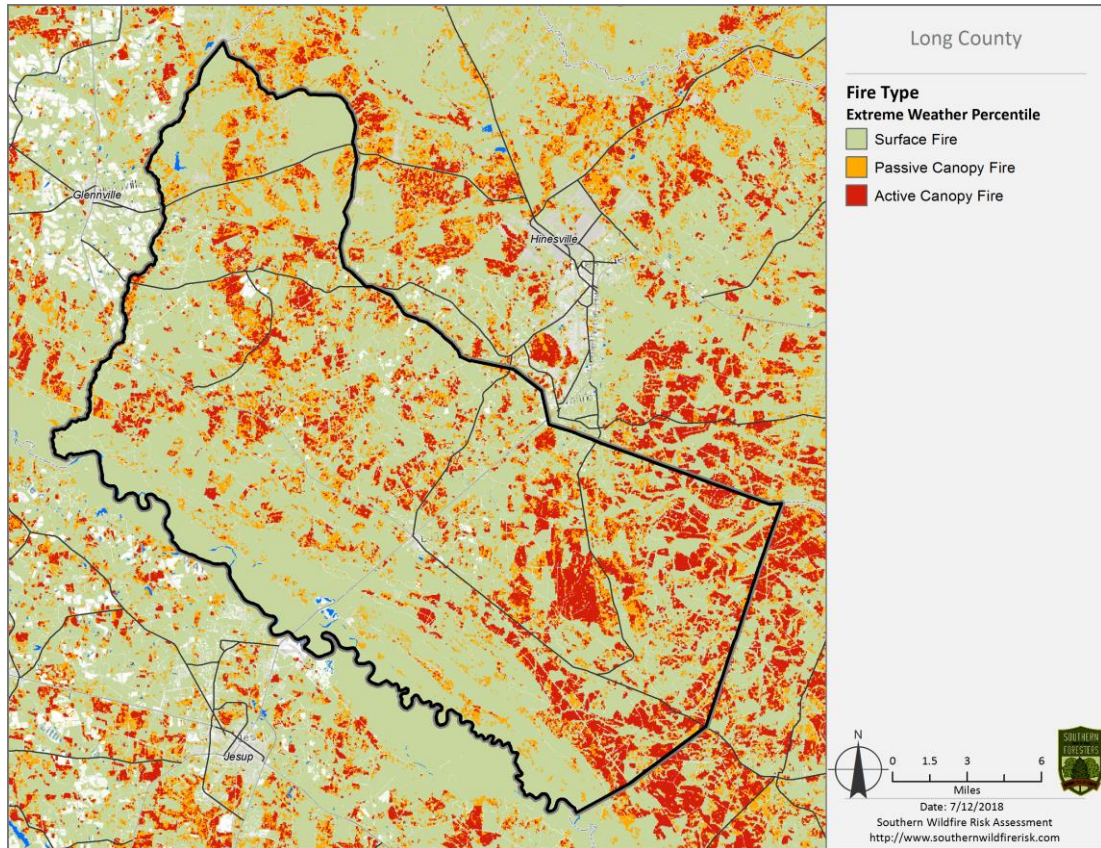 Long County
Fire Type
Extreme Weather Percentile
Surface Fire
Passive Canopy Fire
Active Canopy Fire
Glennville
Hinesville
Jesup
N
0 1.5 3 6
Miles
SOUTHERN
FORESTERS
Date: 7/12/2018
Southern Wildfire Risk Assessment
http://www.southernwildfirerisk.com